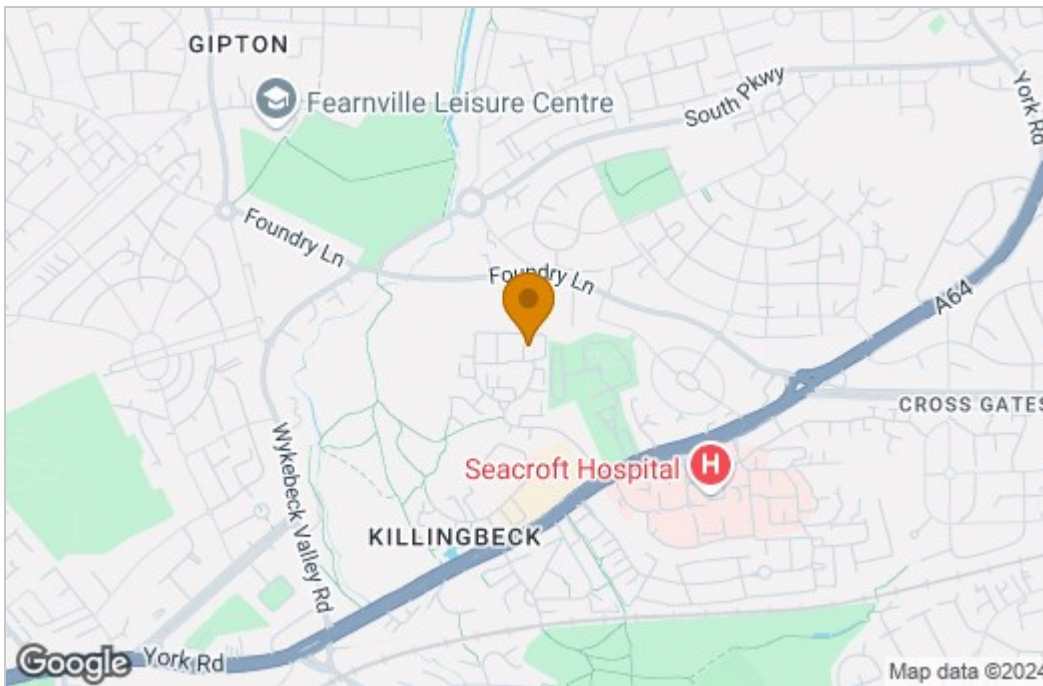 GIPTON
Fearnville Leisure Centre
South Pkwy
York Rd
Foundry Ln
Foundry Ln
A64
CROSS GATES
Wykebeck Valley Rd
Seacroft Hospital
H
KILLINGBECK
Google
York Rd
Map data ©2024